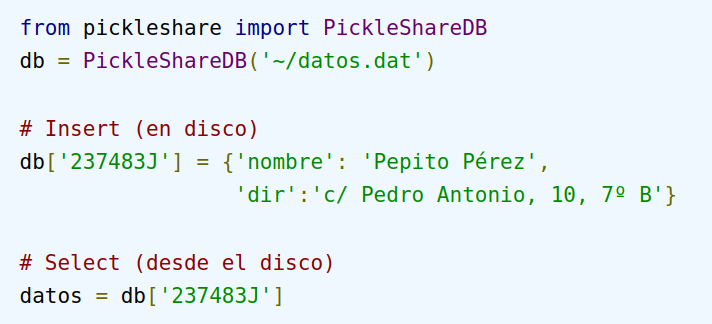 from pickleshare import PickleShareDB
db = PickleShareDB('~/datos.dat')
# Insert (en disco)
db['237483J'] = {'nombre': 'Pepito Pérez',
'dir':'c/ Pedro Antonio, 10, 7º B'}
# Select (desde el disco)
datos = db['237483J']